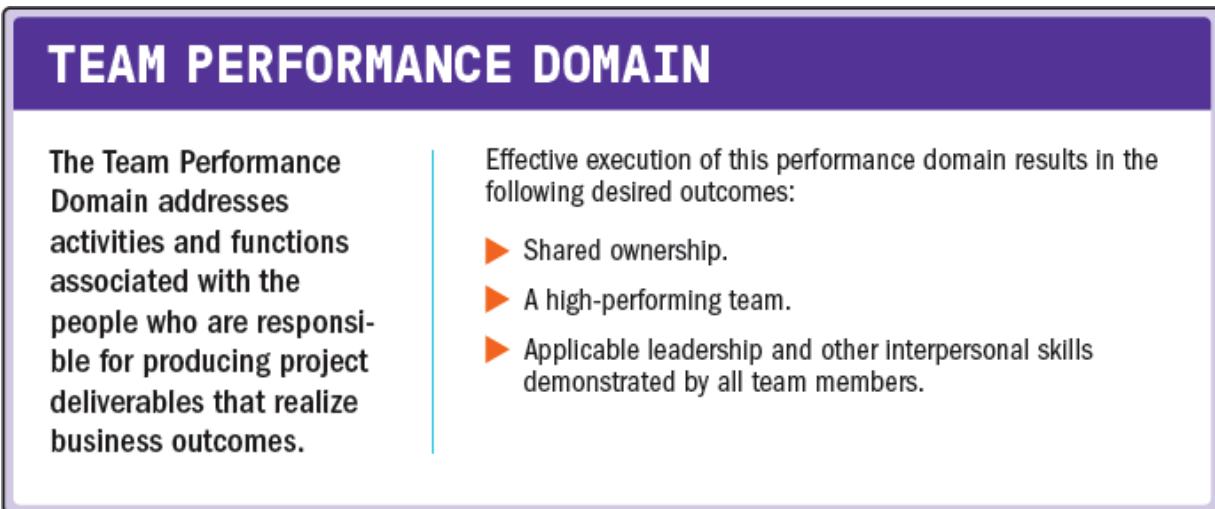 TEAM PERFORMANCE DOMAIN
The Team Performance
Domain addresses
activities and functions
associated with the
people who are responsi-
ble for producing project
deliverables that realize
business outcomes.
Effective execution of this performance domain results in the
following desired outcomes:
Shared ownership.
A high-performing team.
Applicable leadership and other interpersonal skills
demonstrated by all team members.